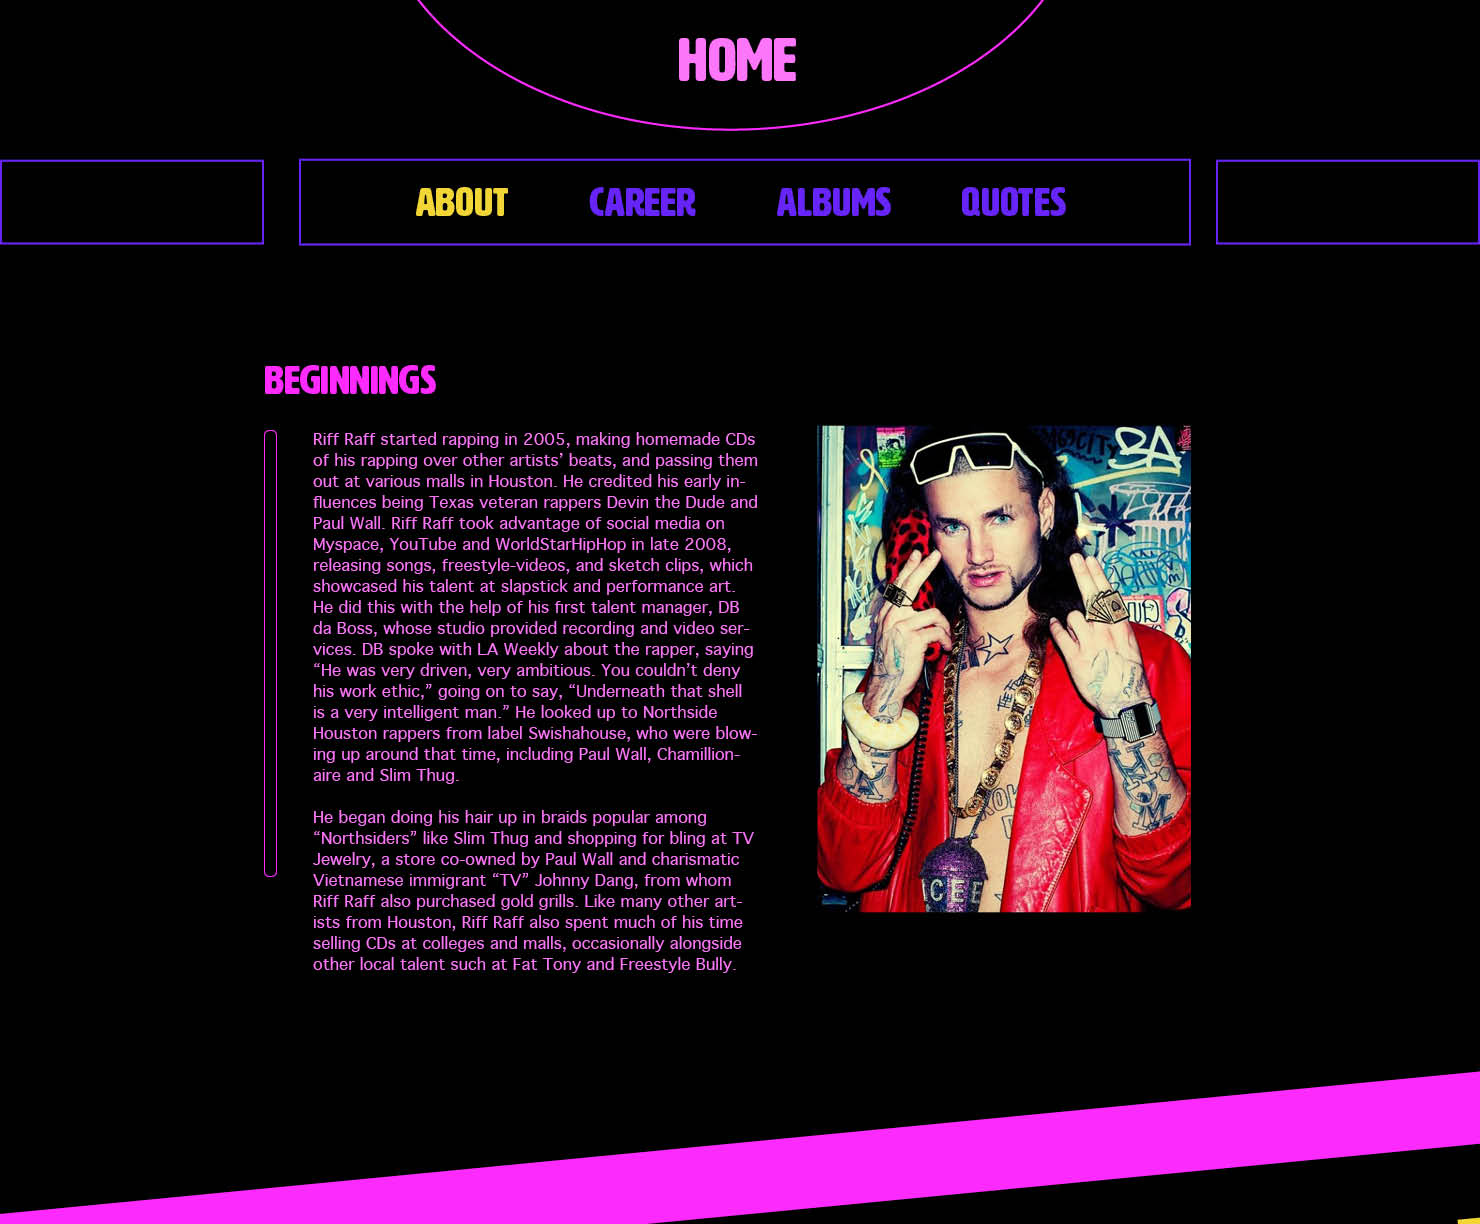 HOME
ABOUT CAREER ALBUMS QUOTES
BEGINNINGS
Riff Raff started rapping in 2005, making homemade CDs
of his rapping over other artists’ beats, and passing them
out at various malls in Houston. He credited his early in-
fluences being Texas veteran rappers Devin the Dude and
Paul Wall. Riff Raff took advantage of social media on
Myspace, YouTube and WorldStarHipHop in late 2008,
releasing songs, freestyle-videos, and sketch clips, which
showcased his talent at slapstick and performance art.
He did this with the help of his first talent manager, DB
da Boss, whose studio provided recording and video ser-
vices. DB spoke with LA Weekly about the rapper, saying
“He was very driven, very ambitious. You couldn’t deny
his work ethic,” going on to say, “Underneath that shell
is a very intelligent man.” He looked up to Northside
Houston rappers from label Swishahouse, who were blow-
ing up around that time, including Paul Wall, Chamillion-
aire and Slim Thug.
He began doing his hair up in braids popular among
“Northsiders” like Slim Thug and shopping for bling at TV
Jewelry, a store co-owned by Paul Wall and charismatic
Vietnamese immigrant “TV” Johnny Dang, from whom
Riff Raff also purchased gold grills. Like many other art-
ists from Houston, Riff Raff also spent much of his time
selling CDs at colleges and malls, occasionally alongside
other local talent such at Fat Tony and Freestyle Bully.
ICEE